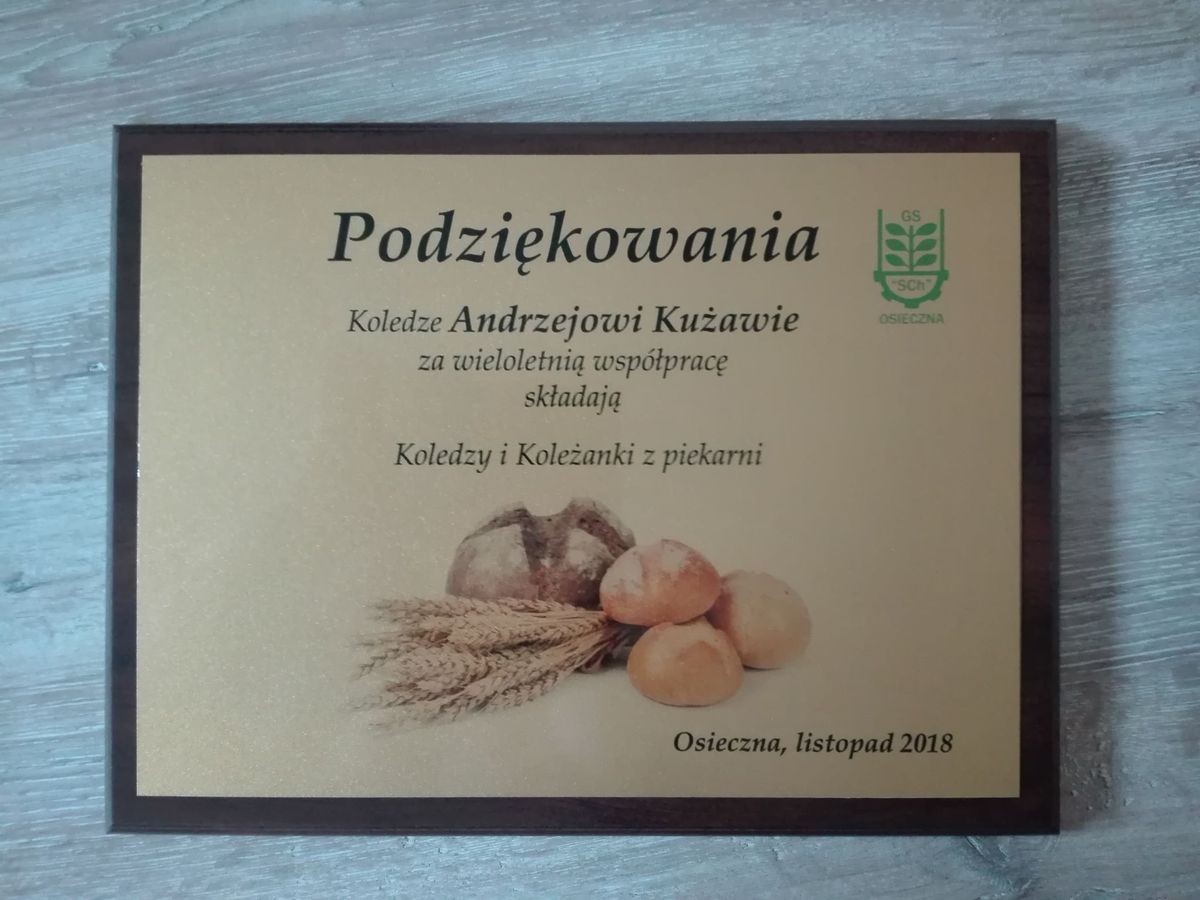 Podziękowania
GS
"SCh"
OSIECZNA
Koledze Andrzejowi Kużawie
za wieloletnią współpracę
składają
Koledzy i Koleżanki z piekarni
Osieczna, listopad 2018